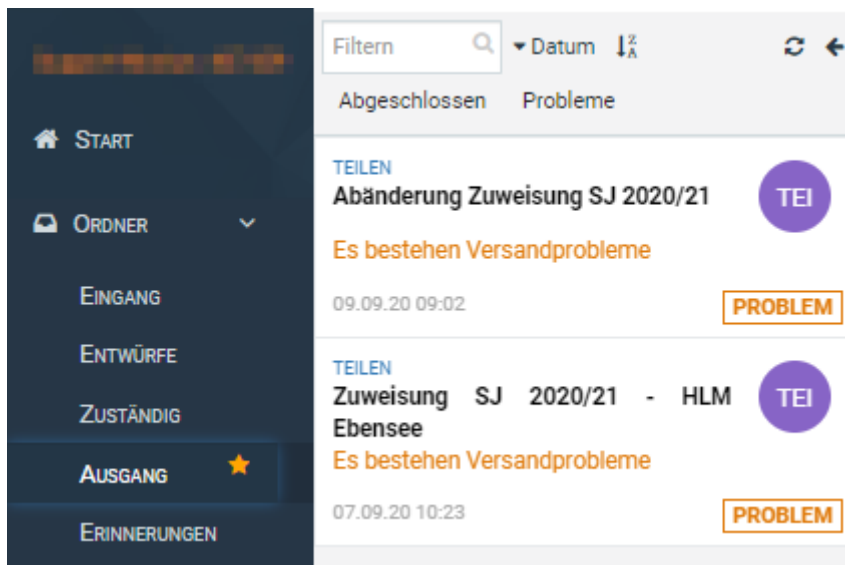 START
ORDNER
EINGANG
ENTWÜRFE
ZUSTÄNDIG
AUSGANG
ERINNERUNGEN
Filtern
Datum
Abgeschlossen Probleme
TEILEN
Abänderung Zuweisung SJ 2020/21
TEI
Es bestehen Versandprobleme
09.09.20 09:02
PROBLEM
TEILEN
Zuweisung SJ 2020/21 - HLM
Ebensee
TEI
Es bestehen Versandprobleme
07.09.20 10:23
PROBLEM